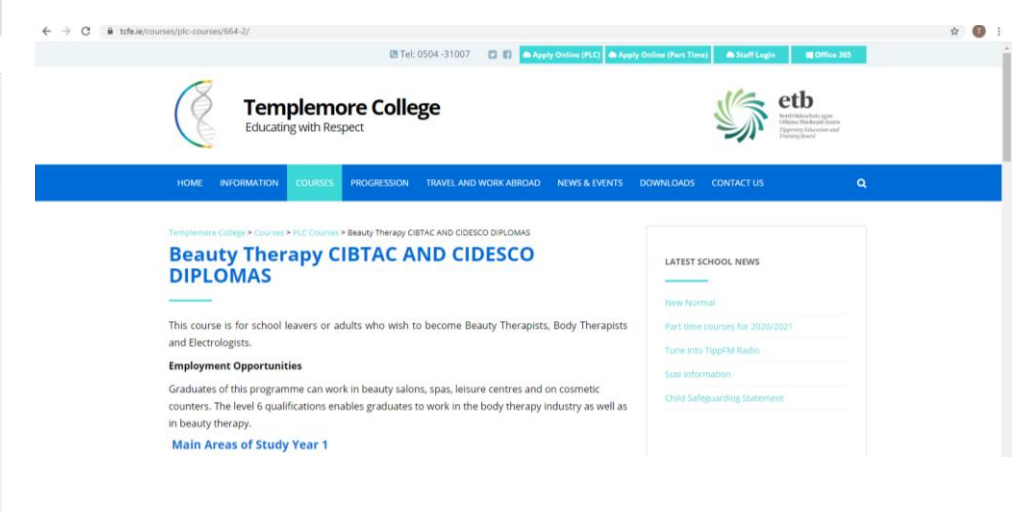 tcfe.ie/courses/plc-courses/664-2/
Tel: 0504 -31007
Apply Online (PLC)
Apply Online (Part Time)
Staff Login
Office 365
Templemore College
Educating with Respect
etb
HOME INFORMATION COURSES PROGRESSION TRAVEL AND WORK ABROAD NEWS & EVENTS DOWNLOADS CONTACT US
Templemore College > Courses > PLC Courses > Beauty Therapy CIBTAC AND CIDESCO DIPLOMAS
Beauty Therapy CIBTAC AND CIDESCO
DIPLOMAS
This course is for school leavers or adults who wish to become Beauty Therapists, Body Therapists
and Electrologists.
Employment Opportunities
Graduates of this programme can work in beauty salons, spas, leisure centres and on cosmetic
counters. The level 6 qualifications enables graduates to work in the body therapy industry as well as
in beauty therapy.
Main Areas of Study Year 1
LATEST SCHOOL NEWS
New Normal
Part time courses for 2020/2021
Tune into TippFM Radio
Susi Information
Child Safeguarding Statement